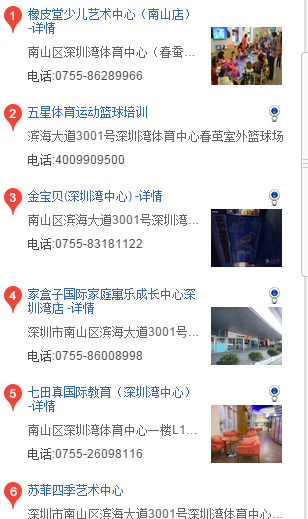 1
橡皮堂少儿艺术中心（南山店）
-详情
南山区深圳湾体育中心（春蚕...
电话:0755-86289966
2
五星体育运动篮球培训
滨海大道3001号深圳湾体育中心春茧室外篮球场
电话:4009909500
3
金宝贝(深圳湾中心) -详情
南山区滨海大道3001号深圳湾...
电话:0755-83181122
4
家盒子国际家庭寓乐成长中心深
圳湾店 -详情
深圳市南山区滨海大道3001号...
电话:0755-86008998
5
七田真国际教育（深圳湾中心）
-详情
南山区深圳湾体育中心一楼L1...
电话:0755-26098116
6
苏菲四季艺术中心
深圳市南山区滨海大道3001号深圳湾体育中心...